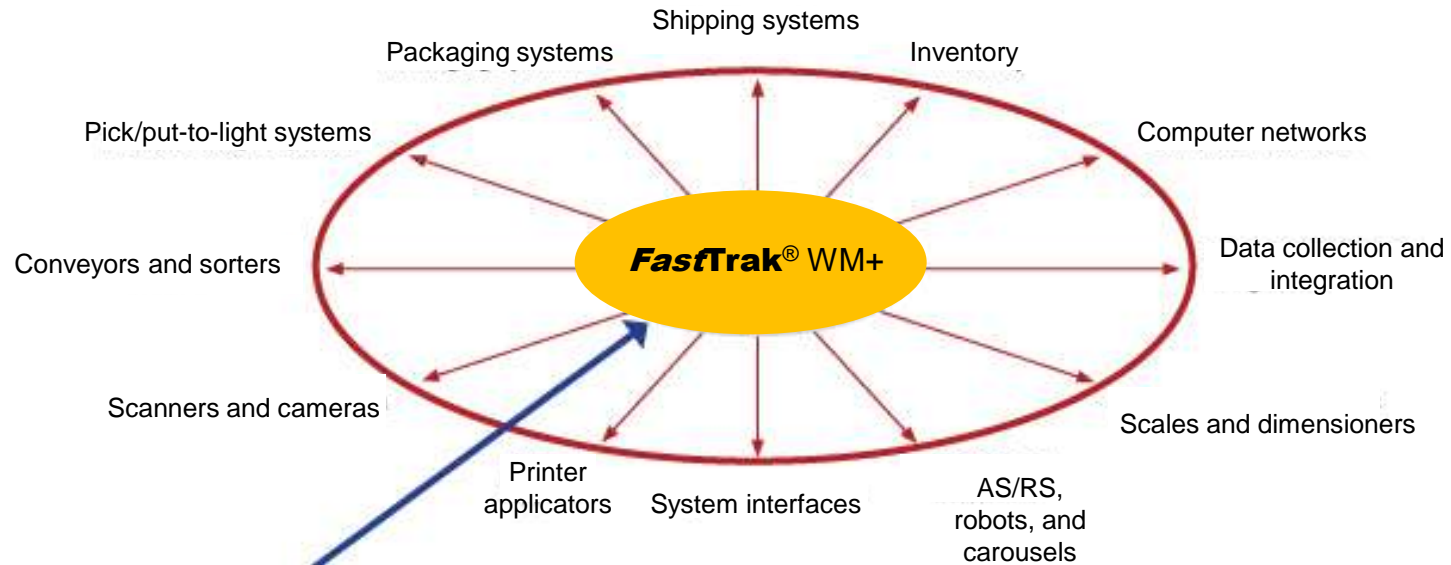 Shipping systems
Packaging systems
Inventory
Pick/put-to-light systems
Computer networks
Conveyors and sorters
FastTrak® WM+
Data collection and
integration
Scanners and cameras
Scales and dimensioners
Printer
applicators
System interfaces
AS/RS,
robots, and
carousels